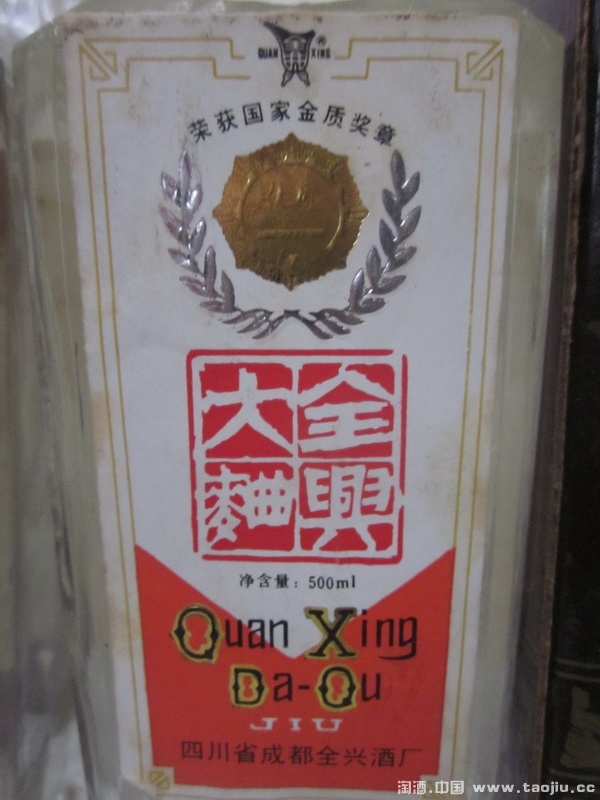 QUAN XING ®
荣获国家金质奖章
全興
大麯
净含量：500ml
Quan Xing
Da-Qu
JIU
四川省成都全兴酒厂
淘酒.中国 www.taojiu.cc